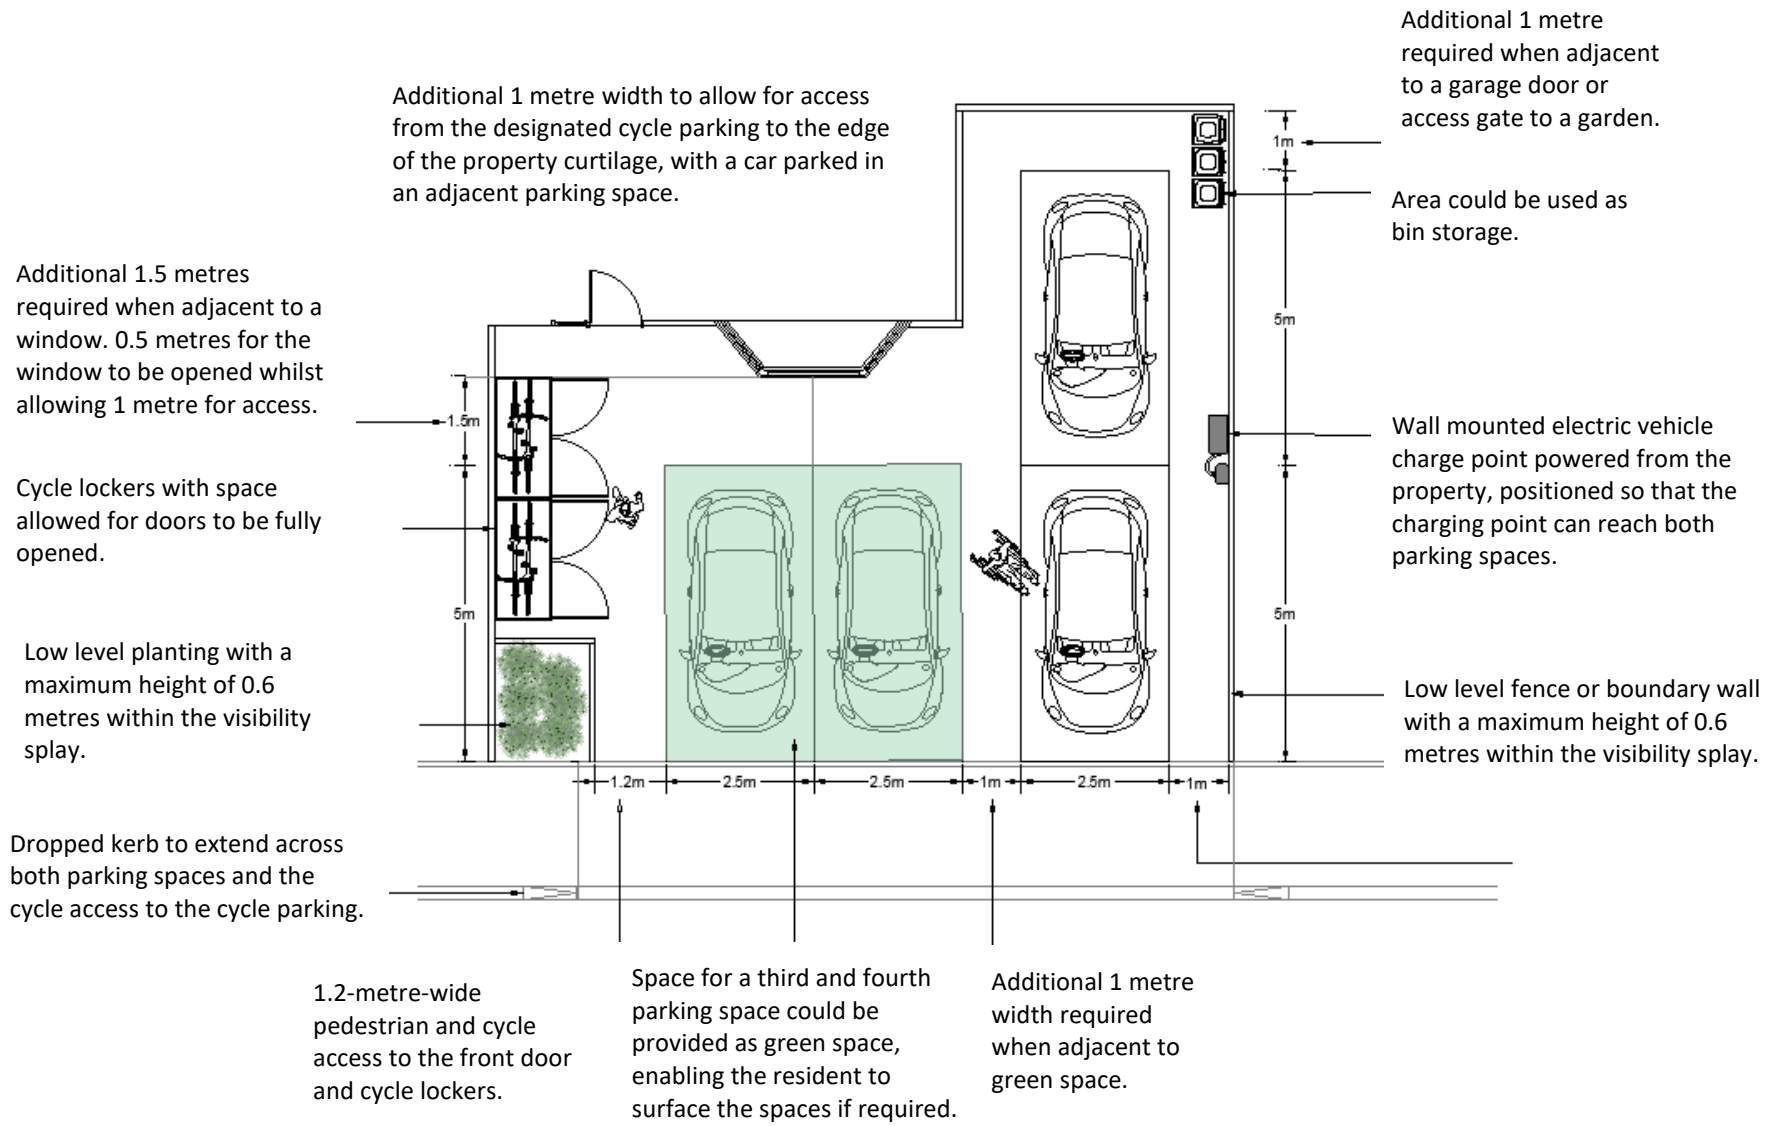 Additional 1 metre
required when adjacent
to a garage door or
access gate to a garden.
Additional 1 metre width to allow for access
from the designated cycle parking to the edge
of the property curtilage, with a car parked in
an adjacent parking space.
1m
Area could be used as
bin storage.
Additional 1.5 metres
required when adjacent to a
window. 0.5 metres for the
window to be opened whilst
allowing 1 metre for access.
5m
1.5m
Wall mounted electric vehicle
charge point powered from the
property, positioned so that the
charging point can reach both
parking spaces.
Cycle lockers with space
allowed for doors to be fully
opened.
5m
5m
Low level planting with a
maximum height of 0.6
metres within the visibility
splay.
Low level fence or boundary wall
with a maximum height of 0.6
metres within the visibility splay.
1.2m
2.5m
2.5m
1m
2.5m
1m
Dropped kerb to extend across
both parking spaces and the
cycle access to the cycle parking.
1.2-metre-wide
pedestrian and cycle
access to the front door
and cycle lockers.
Space for a third and fourth
parking space could be
provided as green space,
enabling the resident to
surface the spaces if required.
Additional 1 metre
width required
when adjacent to
green space.